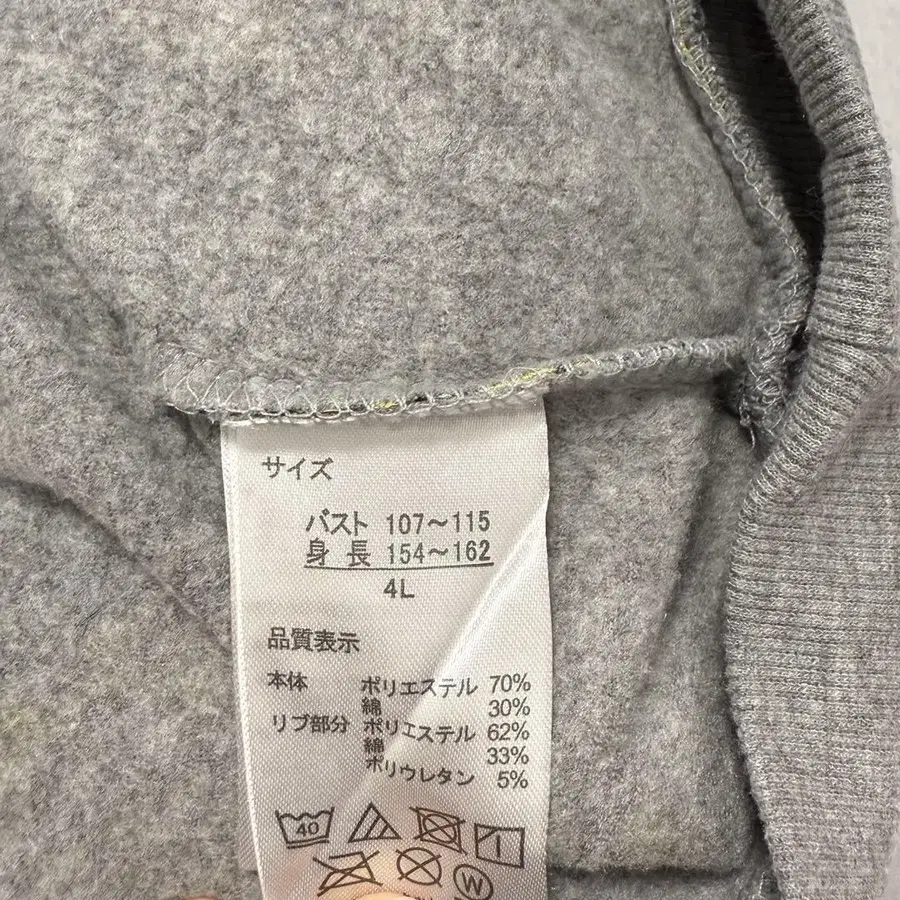 サイズ
バスト 107～115
身長 154～162
4L
品質表示
本体 ポリエステル 70%
綿 30%
リブ部分 ポリエステル 62%
綿 33%
ポリウレタン 5%
40
W